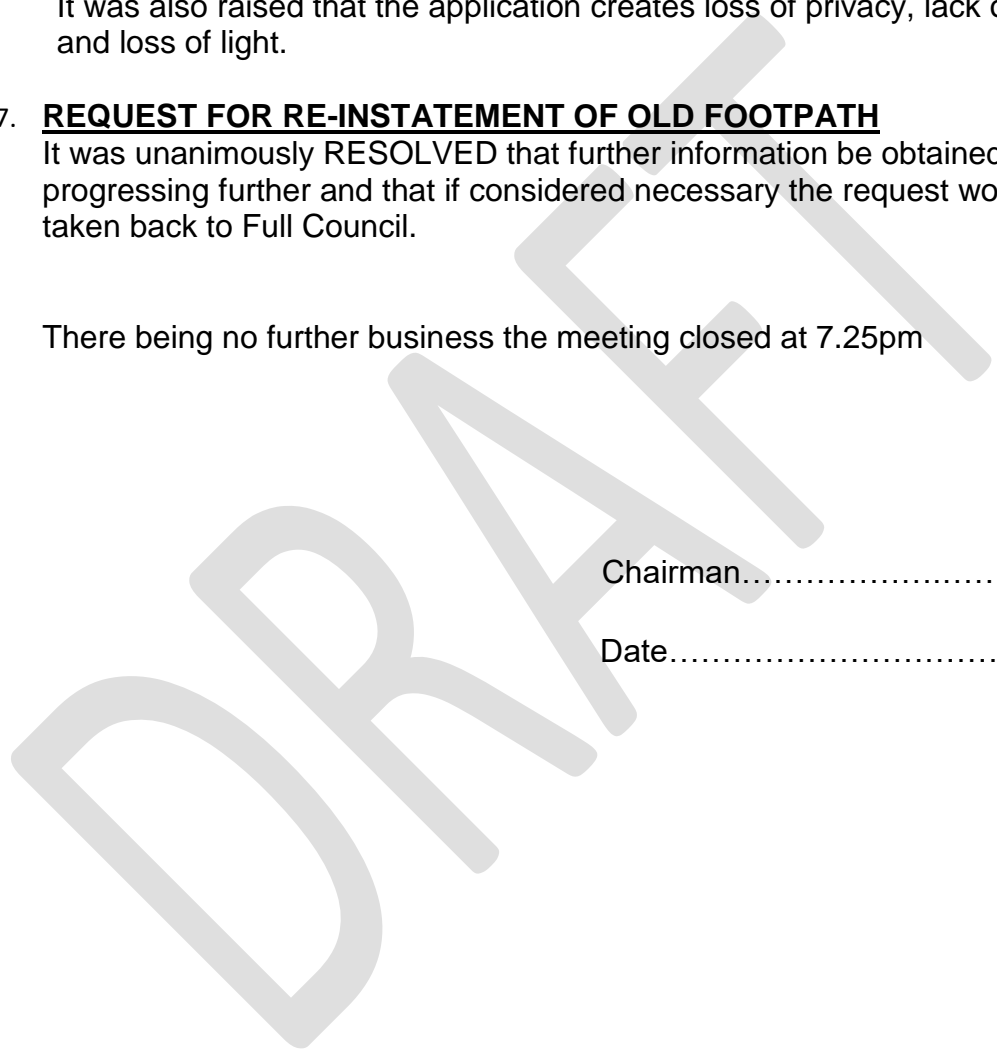 It was also raised that the application creates loss of privacy, lack
and loss of light.
7. REQUEST FOR RE-INSTATEMENT OF OLD FOOTPATH
It was unanimously RESOLVED that further information be obtained
progressing further and that if considered necessary the request wo
taken back to Full Council.
There being no further business the meeting closed at 7.25pm
Chairman……………….……
Date………………………….
DRAFT